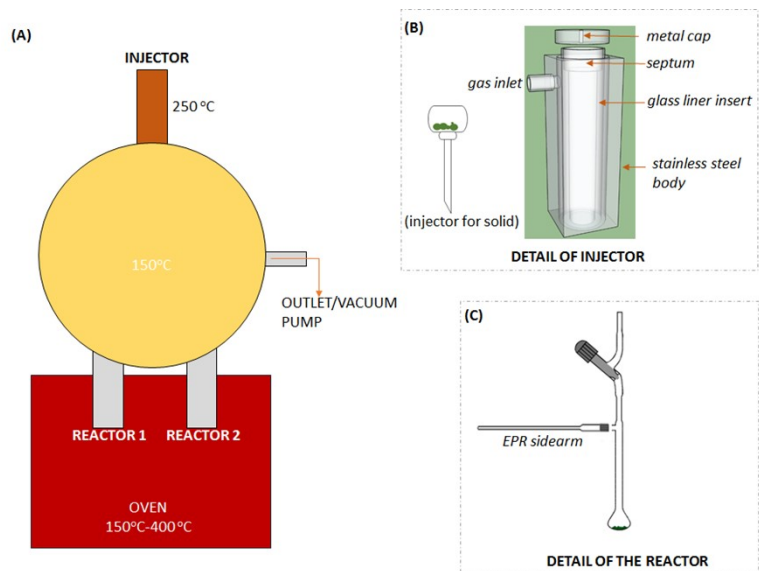 (A)
INJECTOR
250 °C
150°C
OUTLET/VACUUM
PUMP
REACTOR 1
REACTOR 2
OVEN
150°C-400 °C
(B)
metal cap
septum
gas inlet
glass liner insert
stainless steel
body
(injector for solid)
DETAIL OF INJECTOR
(C)
EPR sidearm
DETAIL OF THE REACTOR